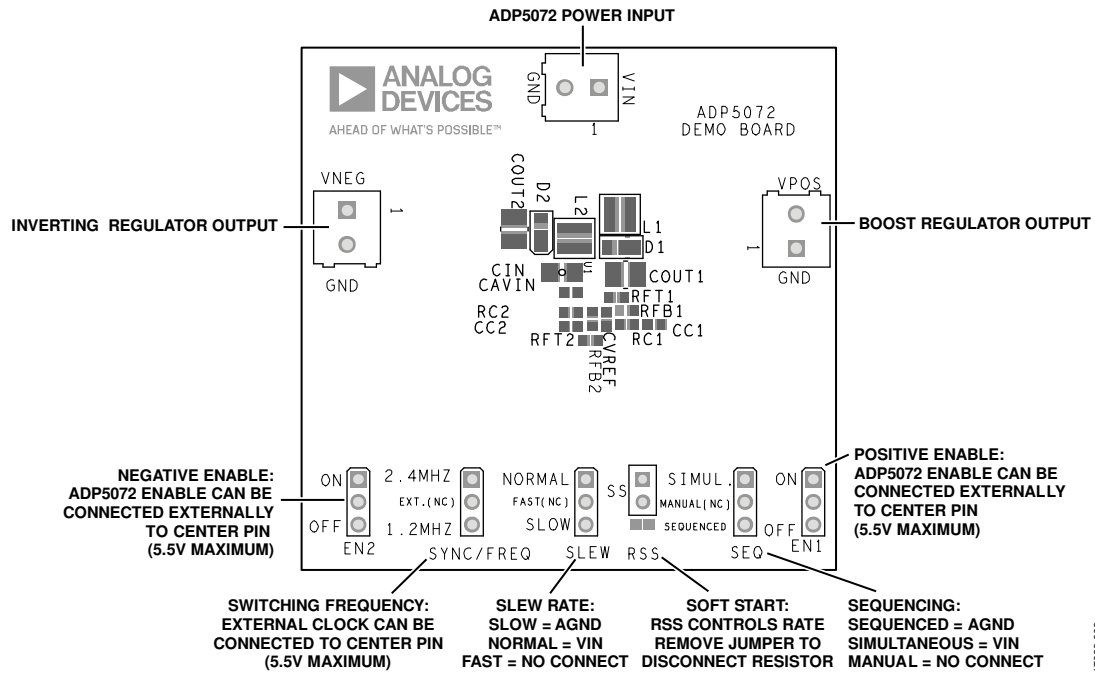 ADP5072 POWER INPUT
ANALOG
DEVICES
AHEAD OF WHAT'S POSSIBLE™
GND
VIN
1
ADP5072
DEMO BOARD
VNEG
1
GND
INVERTING REGULATOR OUTPUT
VPOS
1
GND
BOOST REGULATOR OUTPUT
COUT2
D2
L2
L1
D1
U1
CIN
CAVIN
COUT1
RFT1
RFB1
RC2
CC2
RFT2
RFB2
CVREF
RC1
CC1
NEGATIVE ENABLE:
ADP5072 ENABLE CAN BE
CONNECTED EXTERNALLY
TO CENTER PIN
(5.5V MAXIMUM)
ON
OFF
EN2
2.4MHZ
EXT.(NC)
1.2MHZ
SYNC/FREQ
NORMAL
FAST(NC)
SLOW
SLEW
SS
RSS
SIMUL.
MANUAL(NC)
SEQUENCED
SEQ
ON
OFF
EN1
POSITIVE ENABLE:
ADP5072 ENABLE CAN BE
CONNECTED EXTERNALLY
TO CENTER PIN
(5.5V MAXIMUM)
SWITCHING FREQUENCY:
EXTERNAL CLOCK CAN BE
CONNECTED TO CENTER PIN
(5.5V MAXIMUM)
SLEW RATE:
SLOW = AGND
NORMAL = VIN
FAST = NO CONNECT
SOFT START:
RSS CONTROLS RATE
REMOVE JUMPER TO
DISCONNECT RESISTOR
SEQUENCING:
SEQUENCED = AGND
SIMULTANEOUS = VIN
MANUAL = NO CONNECT